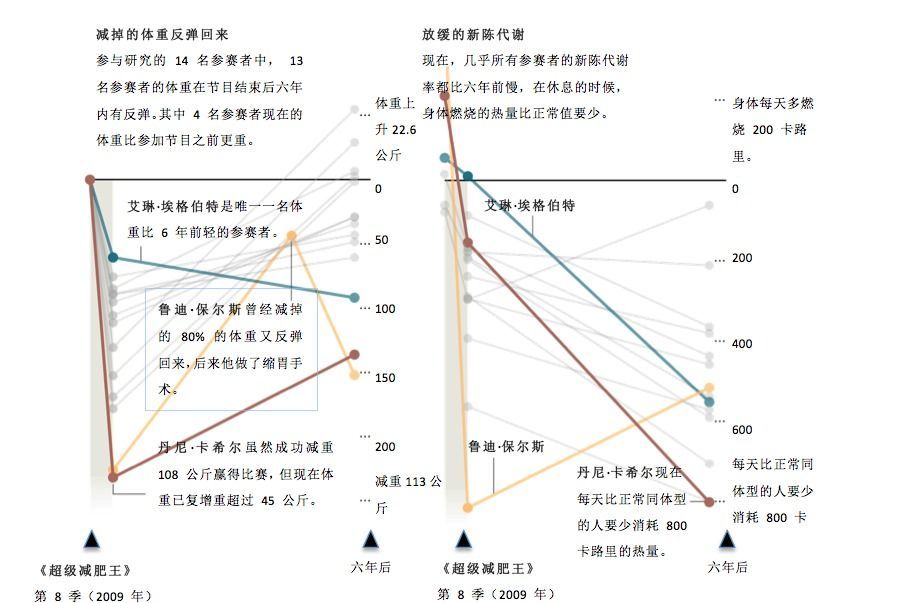 减掉的体重反弹回来
参与研究的 14 名参赛者中， 13
名参赛者的体重在节目结束后六年
内有反弹。其中 4 名参赛者现在的
体重比参加节目之前更重。
体重上
升 22.6
公斤
0
50
100
150
200
减重 113 公
斤
艾琳·埃格伯特是唯一一名体
重比 6 年前轻的参赛者。
鲁迪·保尔斯曾经减掉
的 80% 的体重又反弹
回来，后来他做了缩胃手
术。
丹尼·卡希尔虽然成功减重
108 公斤赢得比赛，但现在体
重已复增重超过 45 公斤。
《超级减肥王》
第 8 季（2009 年）
六年后
放缓的新陈代谢
现在，几乎所有参赛者的新陈代谢
率都比六年前慢，在休息的时候，
身体燃烧的热量比正常值要少。
身体每天多燃
烧 200 卡路
里。
0
200
400
600
每天比正常同
体型的人要少
消耗 800 卡
艾琳·埃格伯特
鲁迪·保尔斯
丹尼·卡希尔现在
每天比正常同体型
的人要少消耗 800
卡路里的热量。
《超级减肥王》
第 8 季（2009 年）
六年后